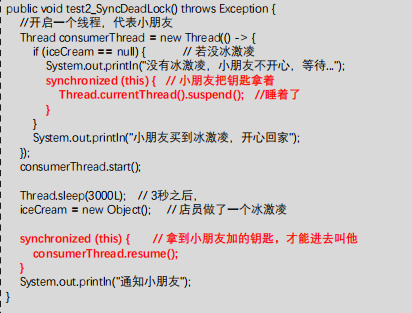 public void test2_SyncDeadLock() throws Exception {
//开启一个线程，代表小朋友
Thread consumerThread = new Thread(() -> {
if (iceCream == null) { // 若没冰激凌
System.out.println("没有冰激凌，小朋友不开心，等待...");
synchronized (this) { // 小朋友把钥匙拿着
Thread.currentThread().suspend(); //睡着了
}
}
System.out.println("小朋友买到冰激凌，开心回家");
});
consumerThread.start();
Thread.sleep(3000L); // 3秒之后，
iceCream = new Object(); // 店员做了一个冰激凌
synchronized (this) { // 拿到小朋友加的钥匙，才能进去叫他
consumerThread.resume();
}
System.out.println("通知小朋友");
}